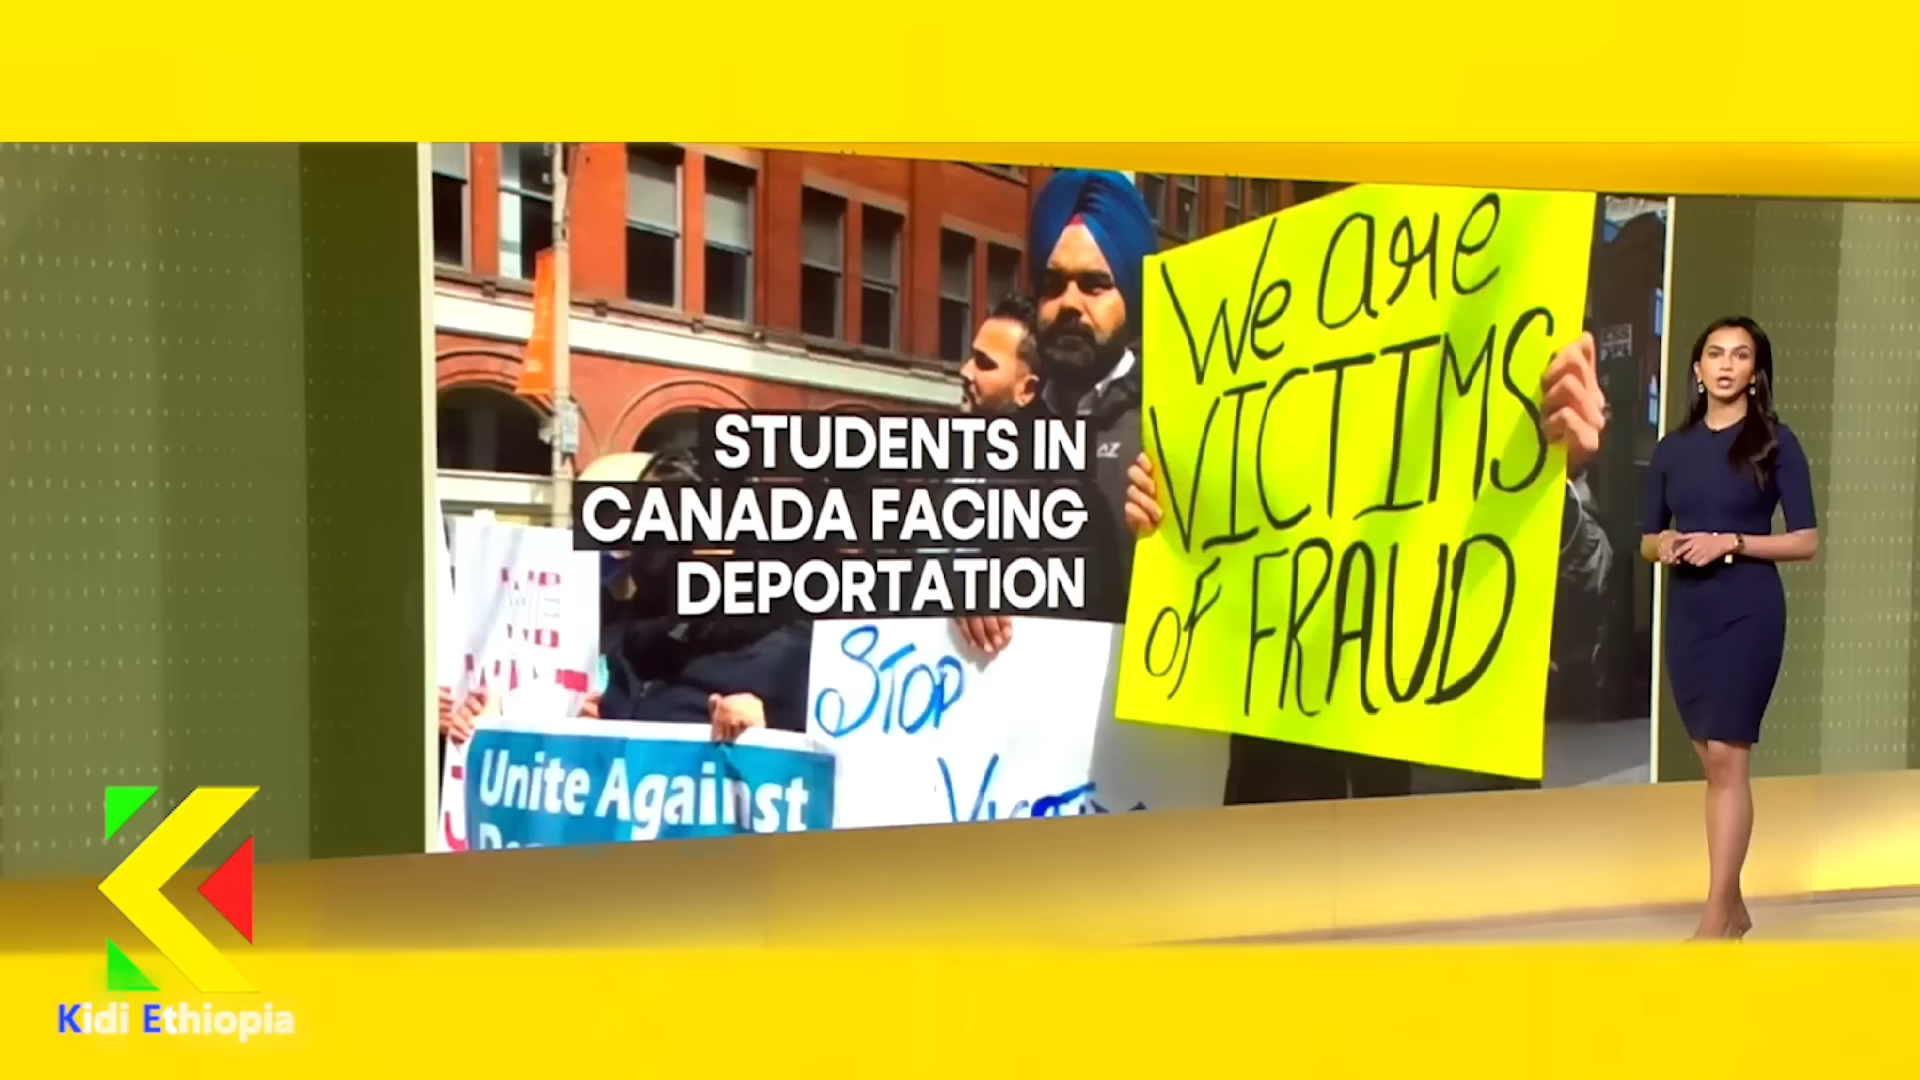 We are
VICTIMS
of FRAUD
STUDENTS IN
CANADA FACING
DEPORTATION
STOP
Unite Against
Kidi Ethiopia